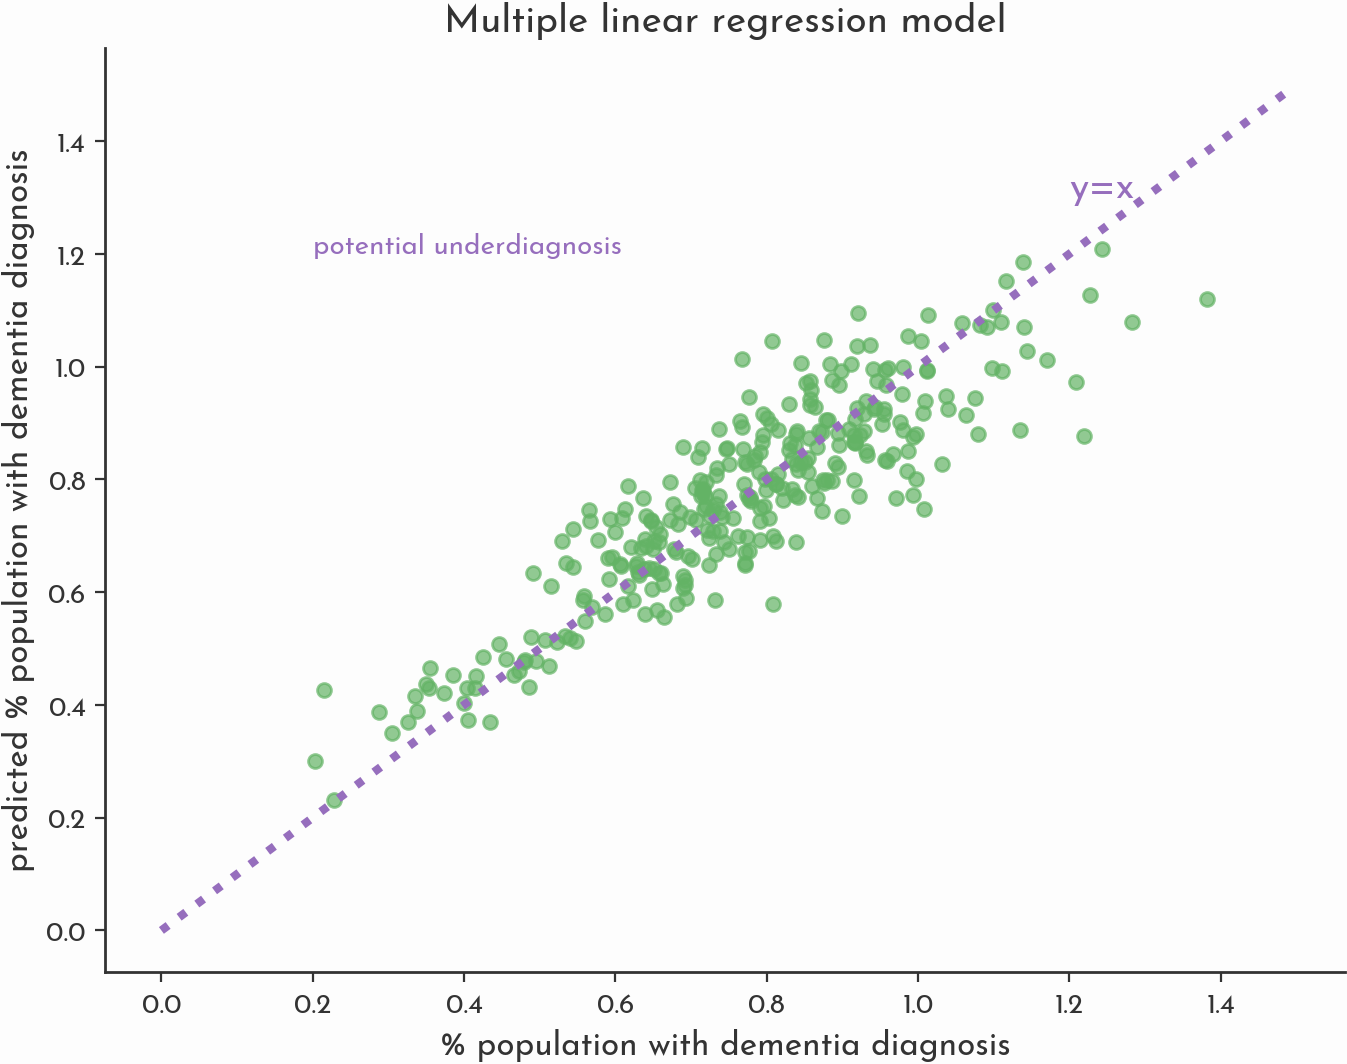 Multiple linear regression model
predicted % population with dementia diagnosis
1.4
1.2
1.0
0.8
0.6
0.4
0.2
0.0
y=x
potential underdiagnosis
0.0 0.2 0.4 0.6 0.8 1.0 1.2 1.4
% population with dementia diagnosis